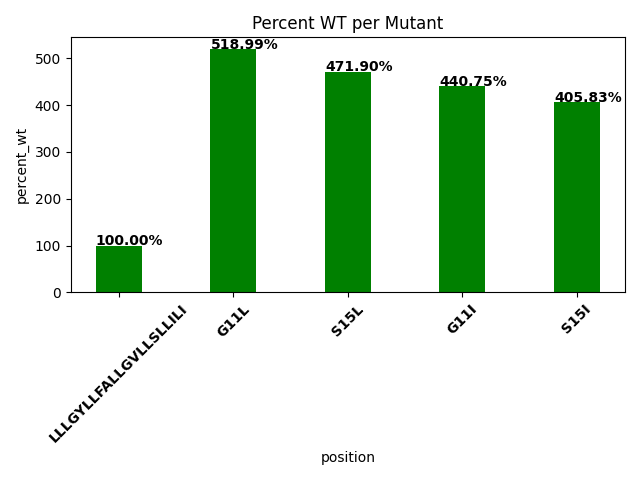 Percent WT per Mutant
518.99%
471.90%
440.75%
405.83%
100.00%
percent_wt
500
400
300
200
100
0
LLLGYLLFALLGVLLSLLILI
G11L
S15L
G11I
S15I
position